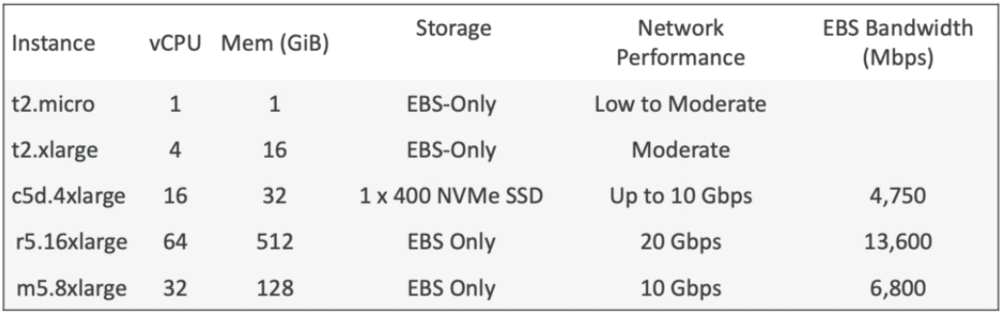 Instance vCPU Mem (GiB) Storage Network Performance EBS Bandwidth (Mbps)
t2.micro 1 1 EBS-Only Low to Moderate
t2.xlarge 4 16 EBS-Only Moderate
c5d.4xlarge 16 32 1 x 400 NVMe SSD Up to 10 Gbps 4,750
r5.16xlarge 64 512 EBS Only 20 Gbps 13,600
m5.8xlarge 32 128 EBS Only 10 Gbps 6,800